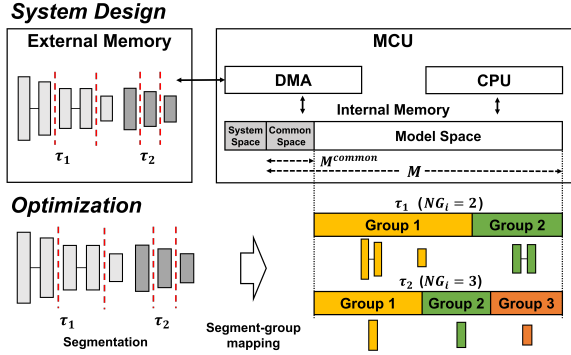 System Design
External Memory
MCU
DMA
CPU
Internal Memory
System Space
Common Space
Model Space
τ₁
τ₂
M^common
M
Optimization
τ₁ (NGᵢ=2)
Group 1
Group 2
τ₂ (NGᵢ=3)
Group 1
Group 2
Group 3
τ₁
τ₂
Segmentation
Segment-group
mapping